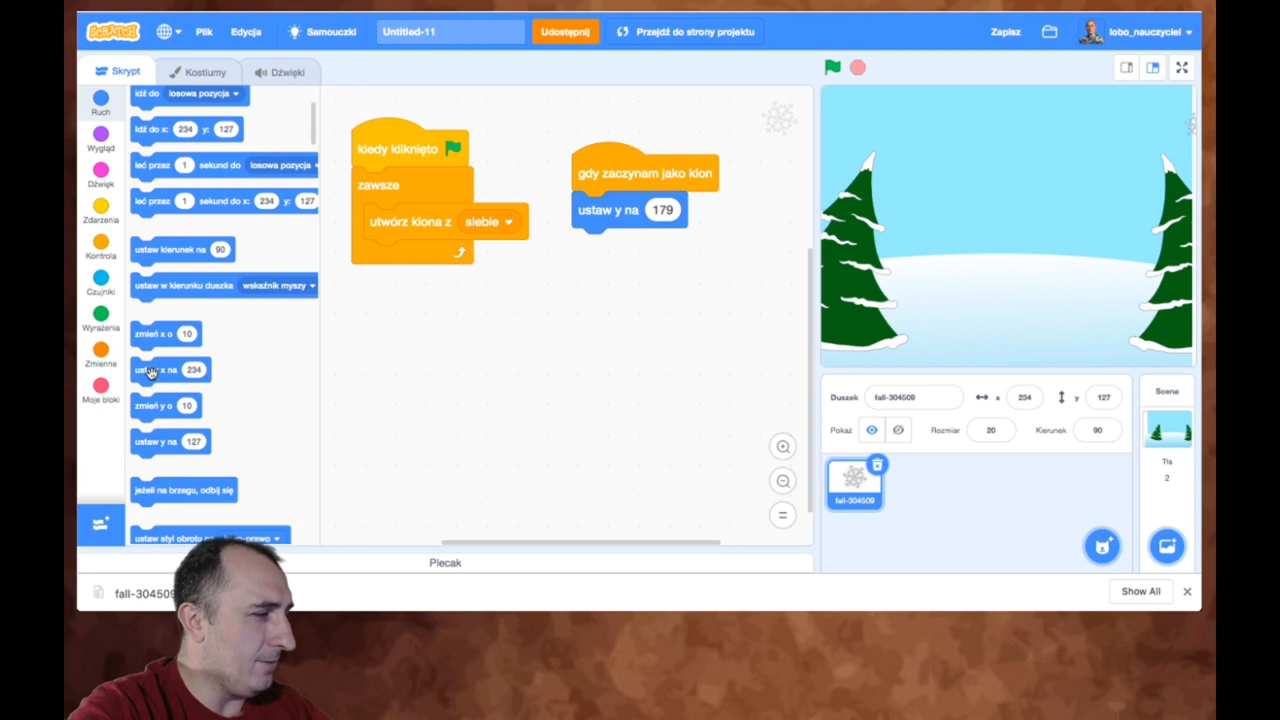 SCRATCH
Plik
Edycja
Samouczki
Untitled-11
Udostępnij
Przejdź do strony projektu
Zapisz
lobo_nauczyciel
Skrypt
Kostiumy
Dźwięki
Ruch
Wygląd
Dźwięk
Zdarzenia
Kontrola
Czujniki
Wyrażenia
Zmienne
Moje bloki
idź do losowa pozycja
idź do x: 234 y: 127
leć przez 1 sekund do losowa pozycja
leć przez 1 sekund do x: 234 y: 127
ustaw kierunek na 90
ustaw w kierunku duszka wskaźnik myszy
zmień x o 10
ustaw x na 234
zmień y o 10
ustaw y na 127
jeżeli na brzegu, odbij się
ustaw styl obrotu na
kiedy kliknięto
zawsze
utwórz klona z siebie
gdy zaczynam jako klon
ustaw y na 179
Duszek fall-304509 x 234 y 127
Pokaż Rozmiar 20 Kierunek 90
fall-304509
Scena
Tła
2
Plecak
fall-304509
Show All